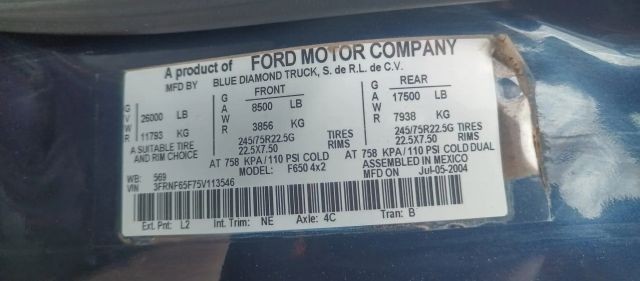 A product of FORD MOTOR COMPANY
MFD BY BLUE DIAMOND TRUCK, S. de R.L. de C.V.
FRONT REAR
GVWR 26000 LB GAWR 8500 LB GAWR 17500 LB
11793 KG 3856 KG 7938 KG
A SUITABLE TIRE 245/75R22.5G TIRES 245/75R22.5G TIRES
AND RIM CHOICE 22.5X7.50 RIMS 22.5X7.50 RIMS
AT 758 KPA/110 PSI COLD AT 758 KPA/110 PSI COLD DUAL
WB: 569 MODEL: F650 4x2 ASSEMBLED IN MEXICO
VIN 3FRNF65F75V113546 MFD ON Jul-05-2004
Ext. Pnt: L2 Int. Trim: NE Axle: 4C Tran: B